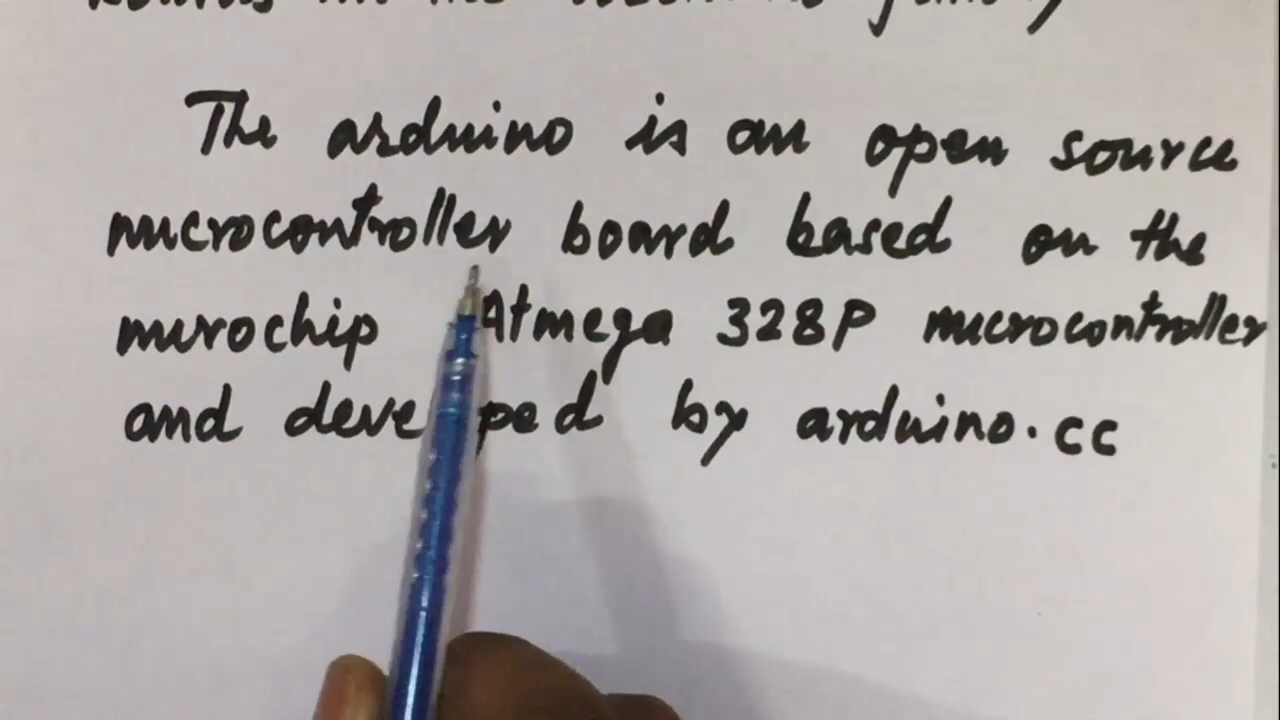 The arduino is an open source
microcontroller board based on the
microchip Atmega 328P microcontroller
and by arduino.cc